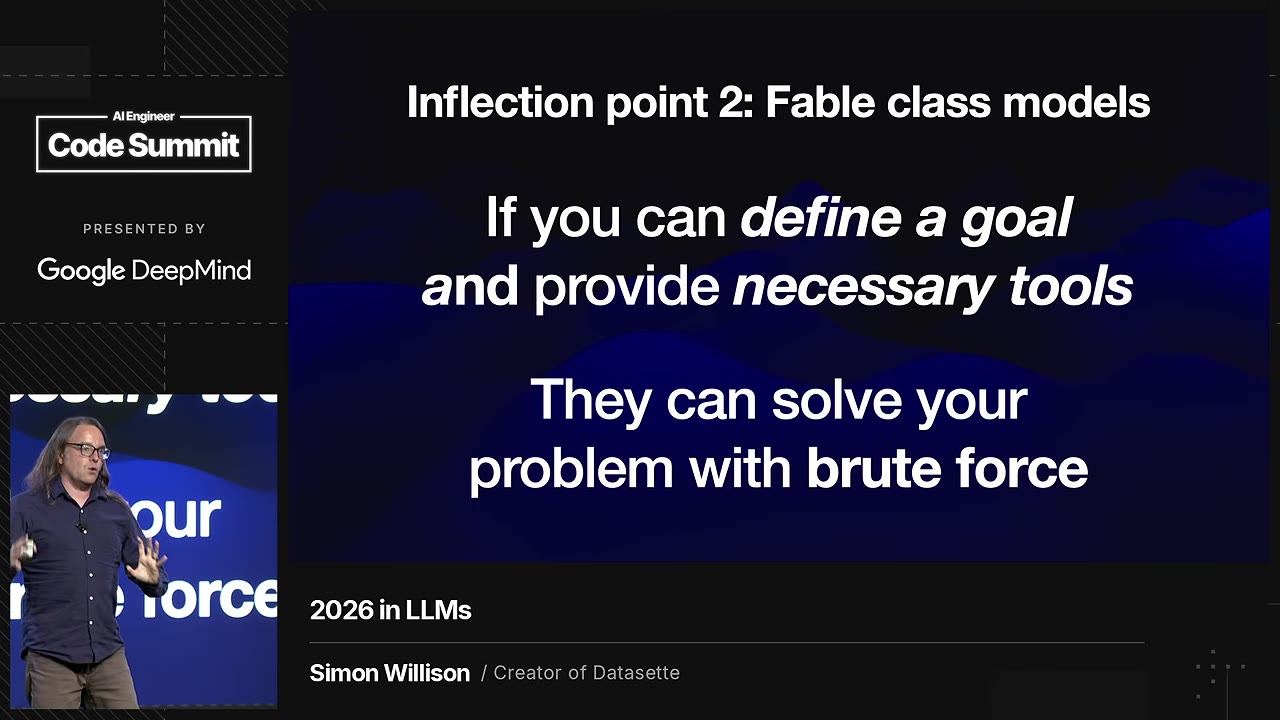 AI Engineer
Code Summit
PRESENTED BY
Google DeepMind
Inflection point 2: Fable class models
If you can define a goal
and provide necessary tools
They can solve your
problem with brute force
our
force
2026 in LLMs
Simon Willison / Creator of Datasette